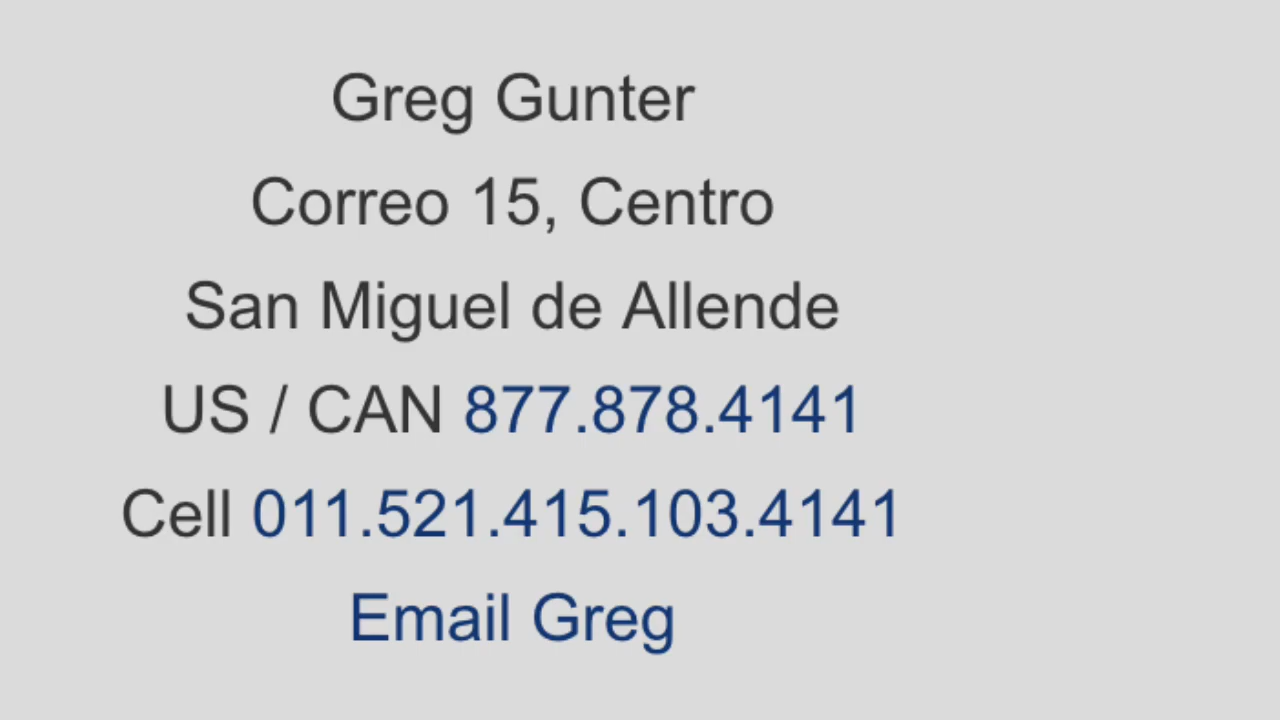 Greg Gunter
Correo 15, Centro
San Miguel de Allende
US / CAN 877.878.4141
Cell 011.521.415.103.4141
Email Greg